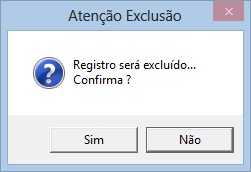 Atenção Exclusão
Registro será excluído...
Confirma ?
Sim
Não